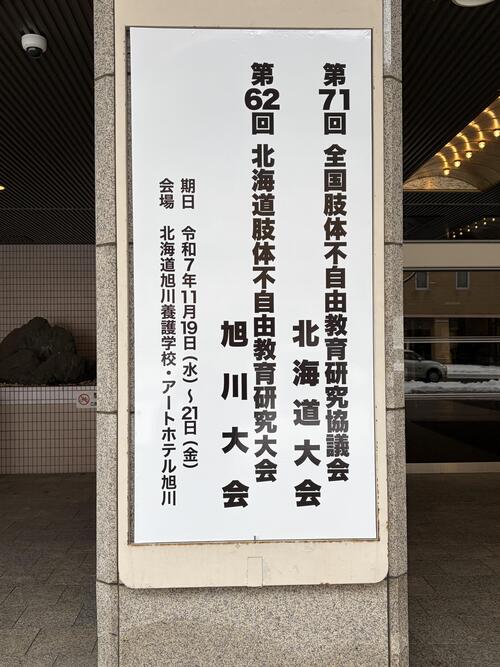 第71回 全国肢体不自由教育研究協議会
北海道大会
第62回 北海道肢体不自由教育研究大会
旭川大会
期日 令和7年11月19日(水)~21日(金)
会場 北海道旭川養護学校・アートホテル旭川